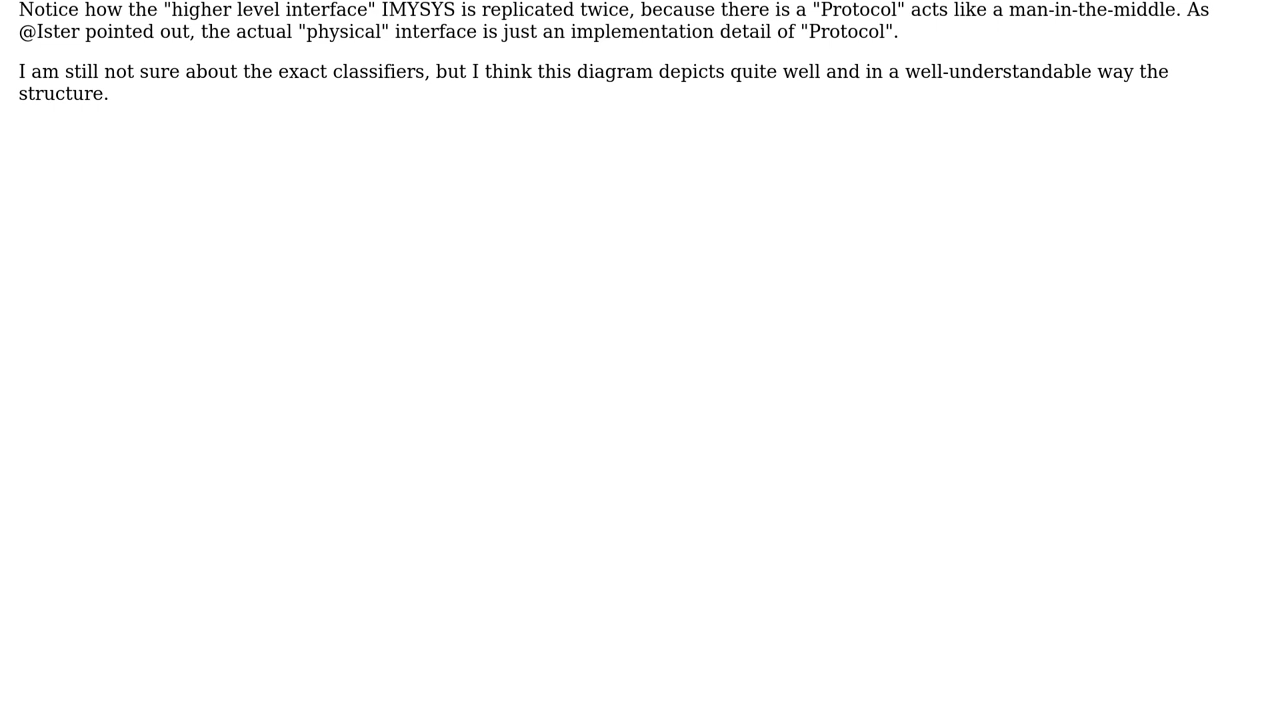 Notice how the "higher level interface" IMYSYS is replicated twice, because there is a "Protocol" acts like a man-in-the-middle. As
@Ister pointed out, the actual "physical" interface is just an implementation detail of "Protocol".
I am still not sure about the exact classifiers, but I think this diagram depicts quite well and in a well-understandable way the
structure.